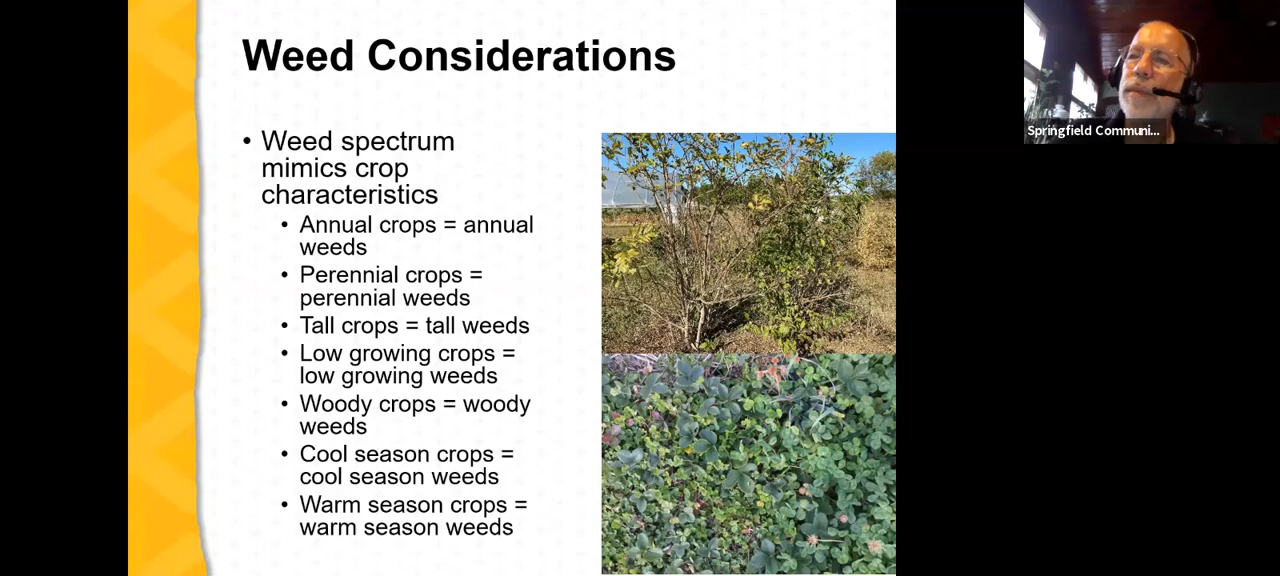 Weed Considerations
• Weed spectrum
mimics crop
characteristics
• Annual crops = annual
weeds
• Perennial crops =
perennial weeds
• Tall crops = tall weeds
• Low growing crops =
low growing weeds
• Woody crops = woody
weeds
• Cool season crops =
cool season weeds
• Warm season crops =
warm season weeds
Springfield Communi...